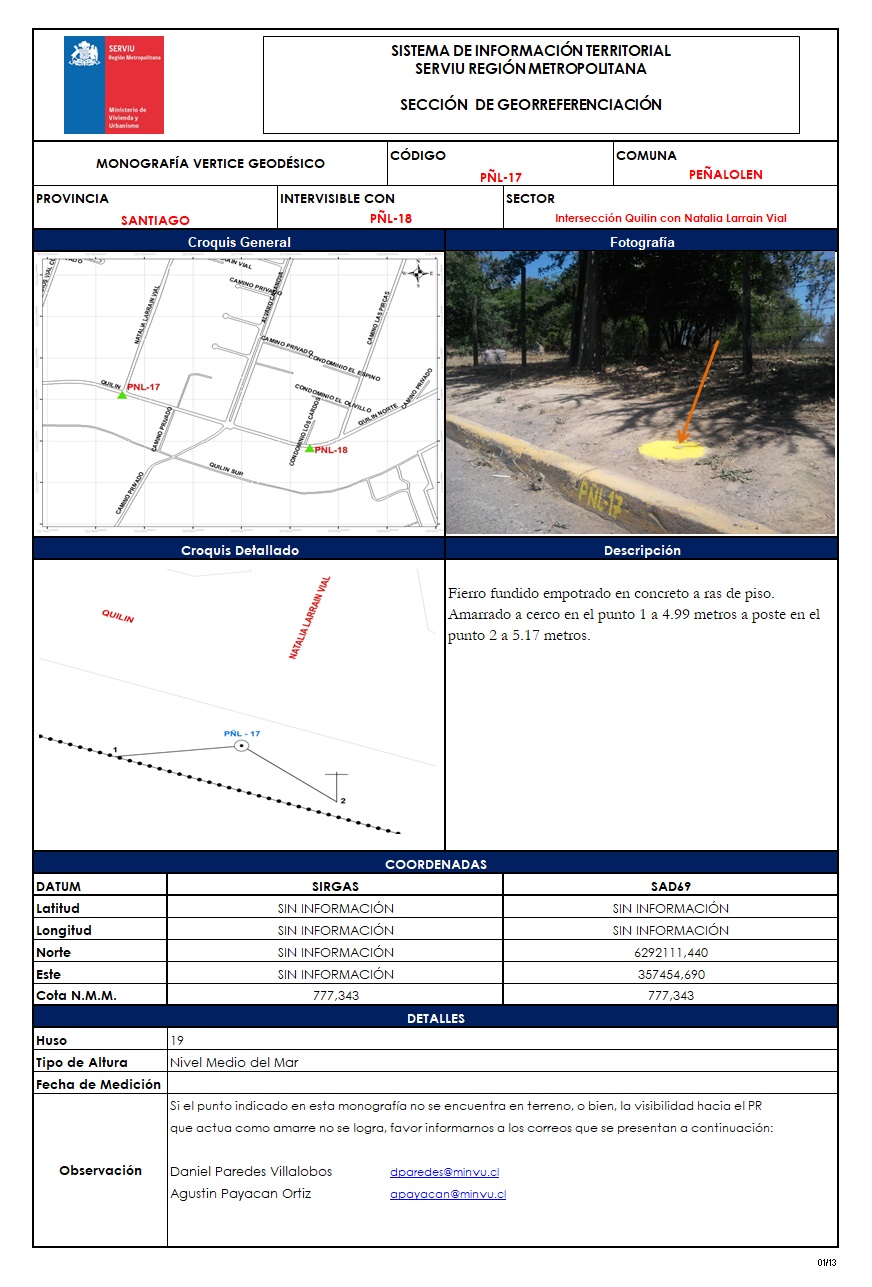 SERVIU
Región Metropolitana
Ministerio de
Vivienda y
Urbanismo
SISTEMA DE INFORMACIÓN TERRITORIAL
SERVIU REGIÓN METROPOLITANA
SECCIÓN DE GEORREFERENCIACIÓN
MONOGRAFÍA VERTICE GEODÉSICO
CÓDIGO
PÑL-17
COMUNA
PEÑALOLEN
PROVINCIA
SANTIAGO
INTERVISIBLE CON
PÑL-18
SECTOR
Intersección Quilin con Natalia Larrain Vial
Croquis General
Fotografía
N
E
S
W
CAMINO PRIVADO
NATALIA LARRAIN VIAL
CAMINO LAS PIRCAS
CAMINO PRIVADO
CONDOMINIO EL ESPINO
QUILIN
PNL-17
CONDOMINIO EL OLIVILLO
CAMINO PRIVADO
CAMINO PRIVADO
CONDOMINIO LOS CARDOS
QUILIN NORTE
PNL-18
QUILIN SUR
CAMINO PRIVADO
PNL-17
Croquis Detallado
Descripción
QUILIN
NATALIA LARRAIN VIAL
PÑL - 17
1
2
Fierro fundido empotrado en concreto a ras de piso.
Amarrado a cerco en el punto 1 a 4.99 metros a poste en el
punto 2 a 5.17 metros.
COORDENADAS
DATUM SIRGAS SAD69
Latitud SIN INFORMACIÓN SIN INFORMACIÓN
Longitud SIN INFORMACIÓN SIN INFORMACIÓN
Norte SIN INFORMACIÓN 6292111,440
Este SIN INFORMACIÓN 357454,690
Cota N.M.M. 777,343 777,343
DETALLES
Huso 19
Tipo de Altura Nivel Medio del Mar
Fecha de Medición
Observación
Si el punto indicado en esta monografía no se encuentra en terreno, o bien, la visibilidad hacia el PR
que actua como amarre no se logra, favor informarnos a los correos que se presentan a continuación:
Daniel Paredes Villalobos dparedes@minvu.cl
Agustin Payacan Ortiz apayacan@minvu.cl
01/13